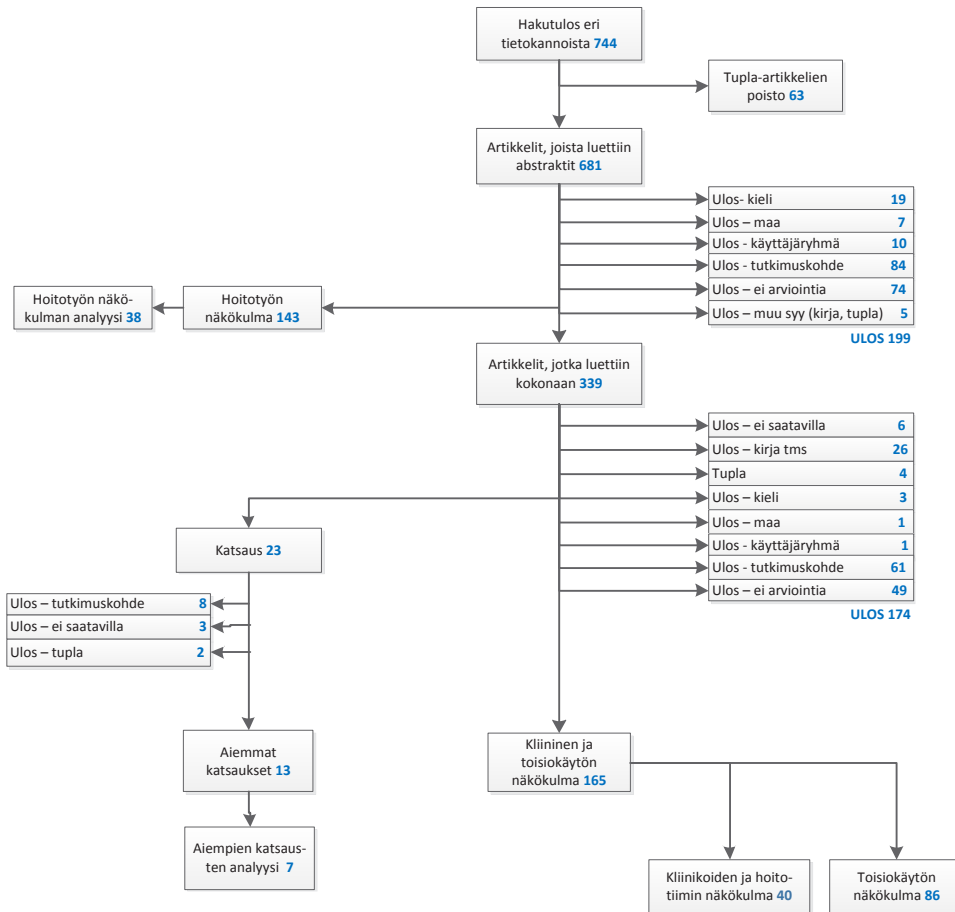 Hakutulos eri
tietokannoista 744
Tupla-artikkelien
poisto 63
Artikkelit, joista luettiin
abstraktit 681
Ulos- kieli 19
Ulos – maa 7
Ulos - käyttäjäryhmä 10
Ulos - tutkimuskohde 84
Ulos – ei arviointia 74
Ulos – muu syy (kirja, tupla) 5
ULOS 199
Hoitotyön näkö-
kulman analyysi 38
Hoitotyön
näkökulma 143
Artikkelit, jotka luettiin
kokonaan 339
Ulos – ei saatavilla 6
Ulos – kirja tms 26
Tupla 4
Ulos – kieli 3
Ulos – maa 1
Ulos - käyttäjäryhmä 1
Ulos - tutkimuskohde 61
Ulos – ei arviointia 49
ULOS 174
Katsaus 23
Ulos – tutkimuskohde 8
Ulos – ei saatavilla 3
Ulos – tupla 2
Aiemmat
katsaukset 13
Kliininen ja
toisiokäytön
näkökulma 165
Aiempien katsaus-
ten analyysi 7
Kliinikoiden ja hoito-
tiimin näkökulma 40
Toisiokäytön
näkökulma 86